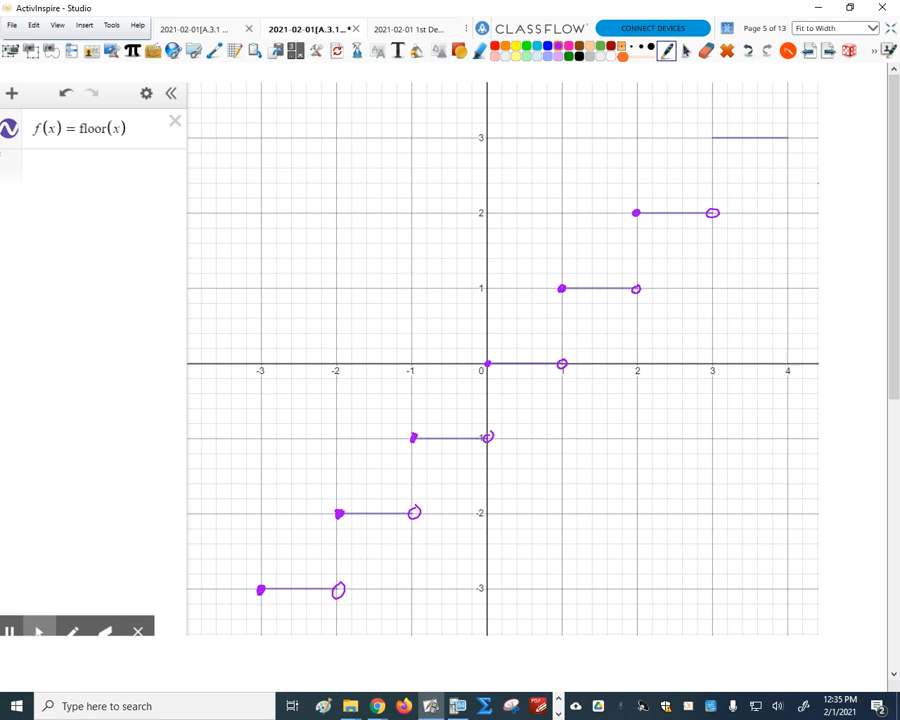 ActivInspire - Studio
File Edit View Insert Tools Help
2021-02-01[A.3.1 ...
2021-02-01[A.3.1...*
2021-02-01 1st De...
CLASSFLOW
CONNECT DEVICES
Page 5 of 13
Fit to Width
f(x) = floor(x)
3
2
1
-3 -2 -1 0 1 2 3 4
-1
-2
-3
Type here to search
12:35 PM
2/1/2021
2